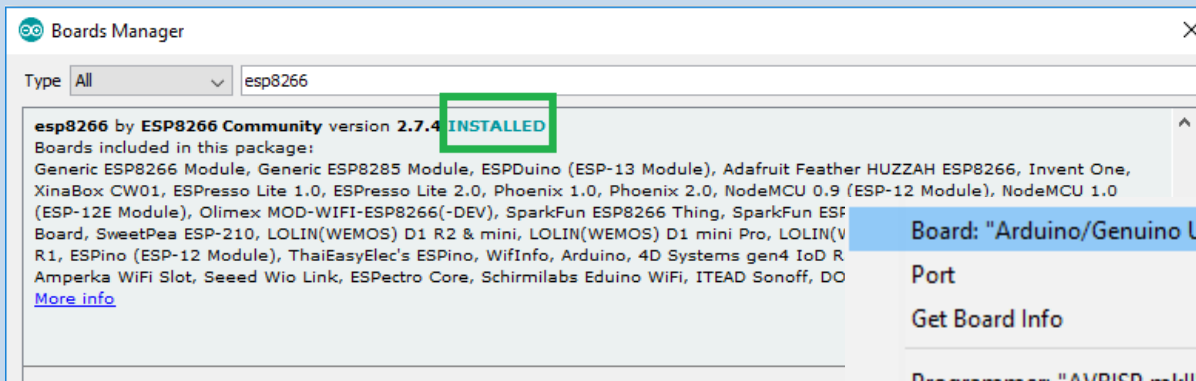 Boards Manager
Type All esp8266
esp8266 by ESP8266 Community version 2.7.4 INSTALLED
Boards included in this package:
Generic ESP8266 Module, Generic ESP8285 Module, ESPDuino (ESP-13 Module), Adafruit Feather HUZZAH ESP8266, Invent One,
XinaBox CW01, ESPresso Lite 1.0, ESPresso Lite 2.0, Phoenix 1.0, Phoenix 2.0, NodeMCU 0.9 (ESP-12 Module), NodeMCU 1.0
(ESP-12E Module), Olimex MOD-WIFI-ESP8266(-DEV), SparkFun ESP8266 Thing, SparkFun ESP
Board, SweetPea ESP-210, LOLIN(WEMOS) D1 R2 & mini, LOLIN(WEMOS) D1 mini Pro, LOLIN(W
R1, ESPino (ESP-12 Module), ThaiEasyElec's ESPino, WifInfo, Arduino, 4D Systems gen4 IoD R
Amperka WiFi Slot, Seeed Wio Link, ESPectro Core, Schirmilabs Eduino WiFi, ITEAD Sonoff, DO
More info
Board: "Arduino/Genuino U
Port
Get Board Info
Programmer: "AVRISP mkII